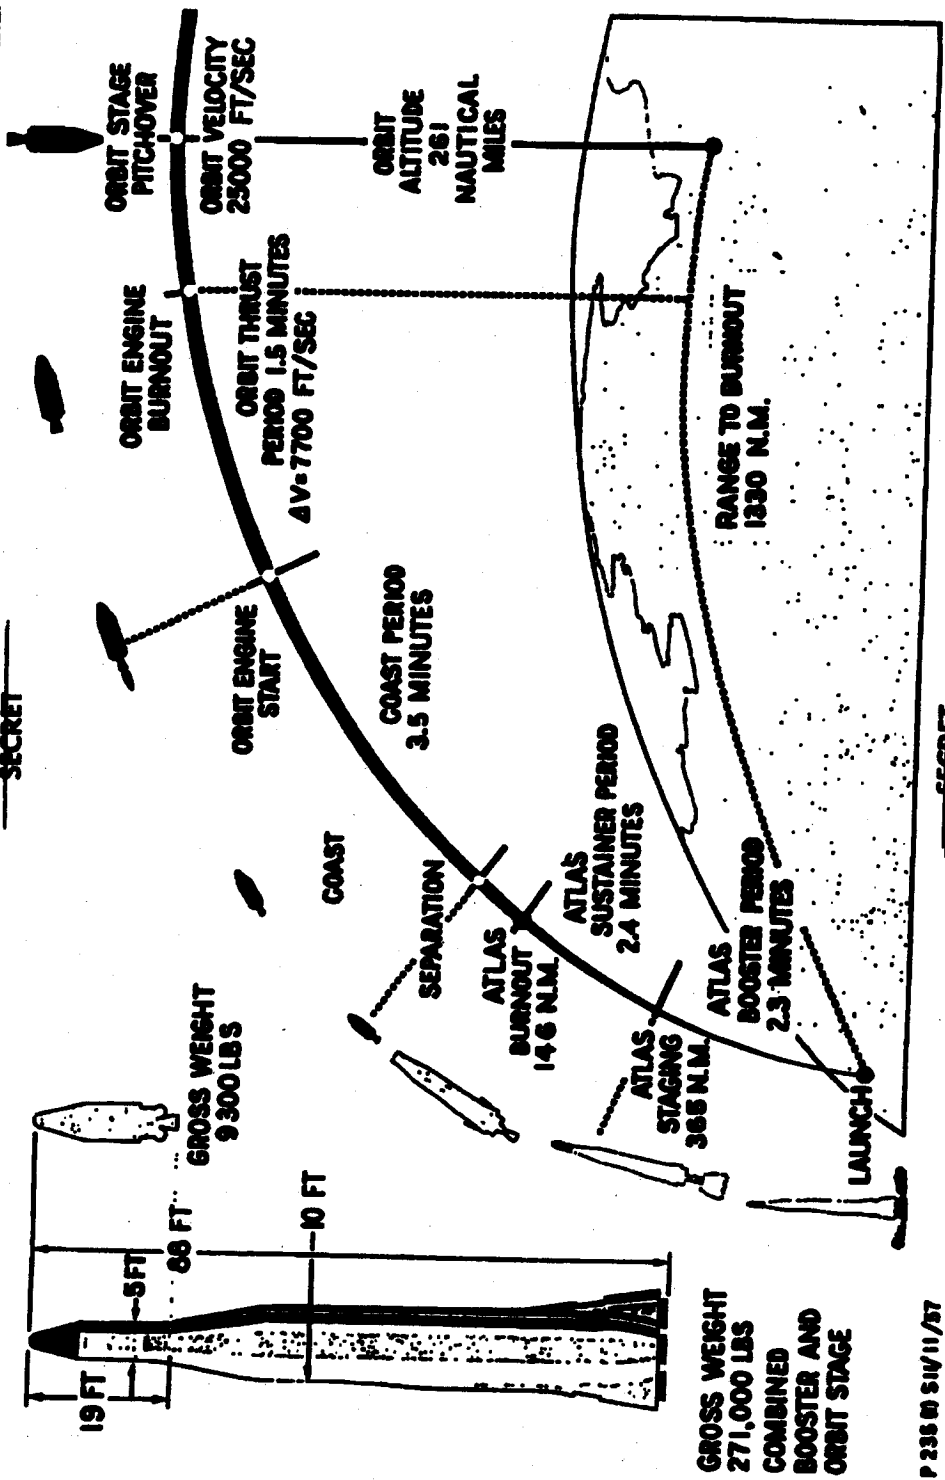 SECRET
19 FT
5 FT
88 FT
10 FT
GROSS WEIGHT
9300 LBS
GROSS WEIGHT
271,000 LBS
COMBINED
BOOSTER AND
ORBIT STAGE
LAUNCH
ATLAS
BOOSTER PERIOD
2.3 MINUTES
ATLAS
STAGING
365 N.M.
ATLAS
SUSTAINER PERIOD
2.4 MINUTES
ATLAS
BURNOUT
146 N.M.
SEPARATION
COAST
COAST PERIOD
3.5 MINUTES
ORBIT ENGINE
START
ORBIT THRUST
PERIOD 1.5 MINUTES
ΔV=7700 FT/SEC
ORBIT ENGINE
BURNOUT
ORBIT STAGE
PITCHOVER
ORBIT VELOCITY
25000 FT/SEC
ORBIT
ALTITUDE
261
NAUTICAL
MILES
RANGE TO BURNOUT
1330 N.M.
SECRET